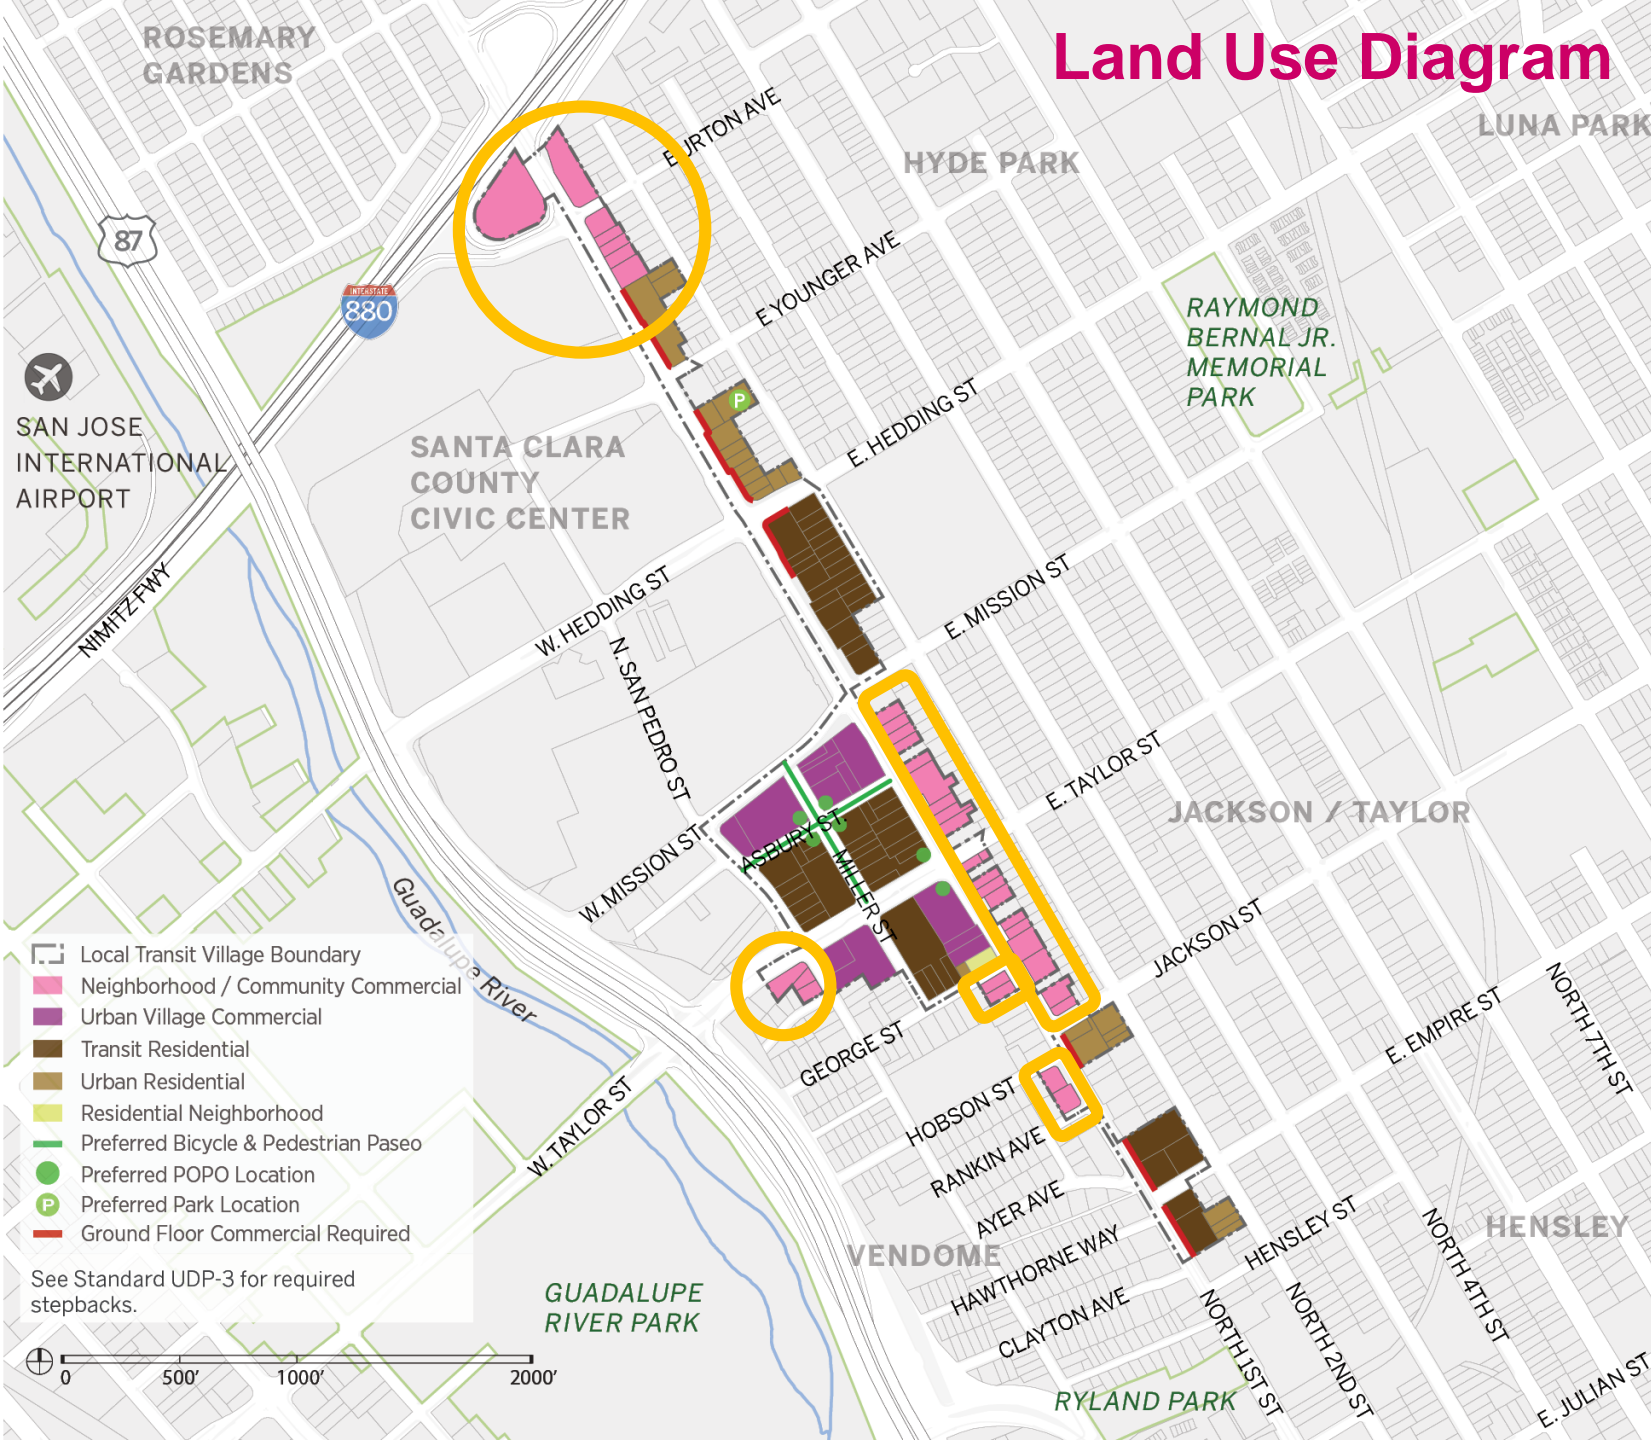 Land Use Diagram
ROSEMARY
GARDENS
LUNA PARK
HYDE PARK
E BURTON AVE
87
INTERSTATE
880
E YOUNGER AVE
RAYMOND
BERNAL JR.
MEMORIAL
PARK
SAN JOSE
INTERNATIONAL
AIRPORT
P
E. HEDDING ST
SANTA CLARA
COUNTY
CIVIC CENTER
NIMITZ FWY
W. HEDDING ST
E. MISSION ST
N. SAN PEDRO ST
E. TAYLOR ST
JACKSON / TAYLOR
W. MISSION ST
ASBURY ST.
MILLER ST
Guadalupe River
JACKSON ST
NORTH 7TH ST
E. EMPIRE ST
GEORGE ST
HOBSON ST
W. TAYLOR ST
RANKIN AVE
AYER AVE
HAWTHORNE WAY
HENSLEY ST
HENSLEY
VENDOME
CLAYTON AVE
NORTH 1ST ST
NORTH 2ND ST
NORTH 4TH ST
E. JULIAN ST
GUADALUPE
RIVER PARK
RYLAND PARK
Local Transit Village Boundary
Neighborhood / Community Commercial
Urban Village Commercial
Transit Residential
Urban Residential
Residential Neighborhood
Preferred Bicycle & Pedestrian Paseo
Preferred POPO Location
P Preferred Park Location
Ground Floor Commercial Required
See Standard UDP-3 for required
stepbacks.
0 500' 1000' 2000'